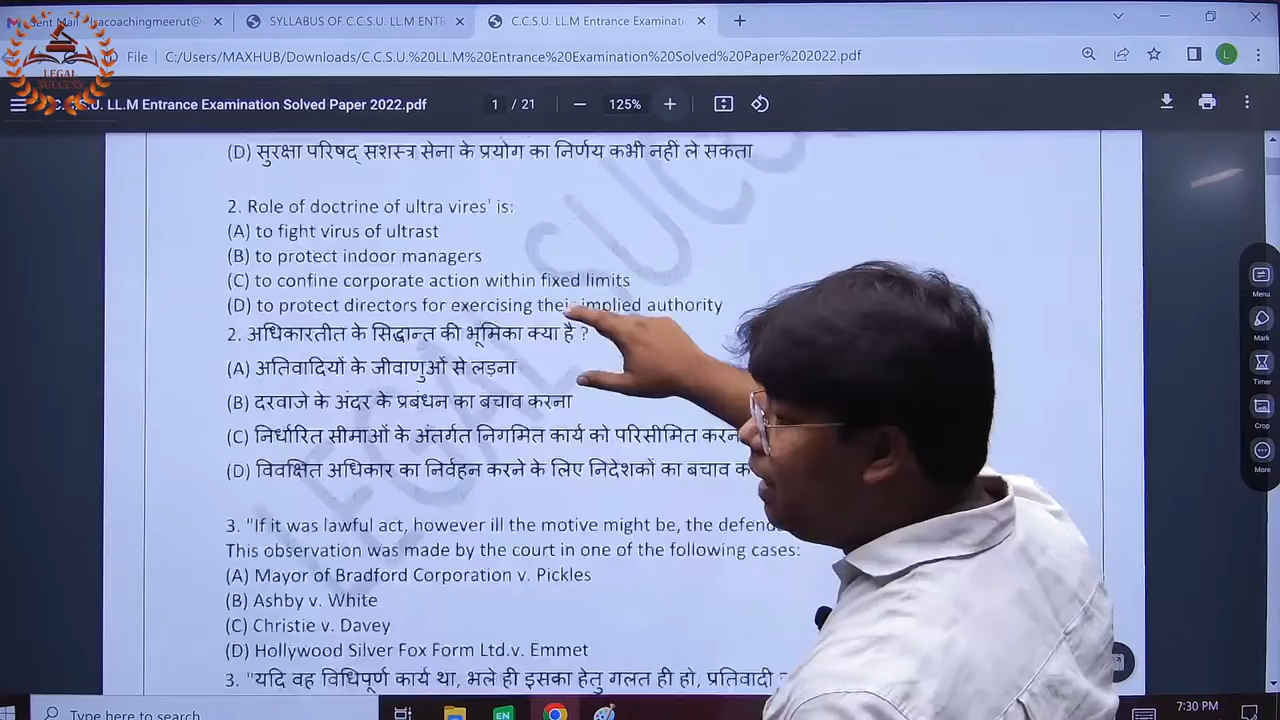 Sent Mail - lsacoachingmeerut@
SYLLABUS OF C.C.S.U. LL.M ENTR
C.C.S.U. LL.M Entrance Examinati
LEGAL
SUCCESS
File
C:/Users/MAXHUB/Downloads/C.C.S.U.%20LL.M%20Entrance%20Examination%20Solved%20Paper%202022.pdf
L
C.C.S.U. LL.M Entrance Examination Solved Paper 2022.pdf
1 / 21
125%
(D) सुरक्षा परिषद् सशस्त्र सेना के प्रयोग का निर्णय कभी नहीं ले सकता
2. Role of doctrine of ultra vires' is:
(A) to fight virus of ultrast
(B) to protect indoor managers
(C) to confine corporate action within fixed limits
(D) to protect directors for exercising their implied authority
2. अधिकारतीत के सिद्धान्त की भूमिका क्या है ?
(A) अतिवादियों के जीवाणुओं से लड़ना
(B) दरवाजे के अंदर के प्रबंधन का बचाव करना
(C) निर्धारित सीमाओं के अंतर्गत निगमित कार्य को परिसीमित करन
(D) विवक्षित अधिकार का निर्वहन करने के लिए निदेशकों का बचाव क
3. "If it was lawful act, however ill the motive might be, the defend
This observation was made by the court in one of the following cases:
(A) Mayor of Bradford Corporation v. Pickles
(B) Ashby v. White
(C) Christie v. Davey
(D) Hollywood Silver Fox Form Ltd.v. Emmet
3. "यदि वह विधिपूर्ण कार्य था, भले ही इसका हेतु गलत ही हो, प्रतिवादी
LEGAL SUCC
Menu
Mark
Timer
Crop
More
Type here to search
EN
7:30 PM